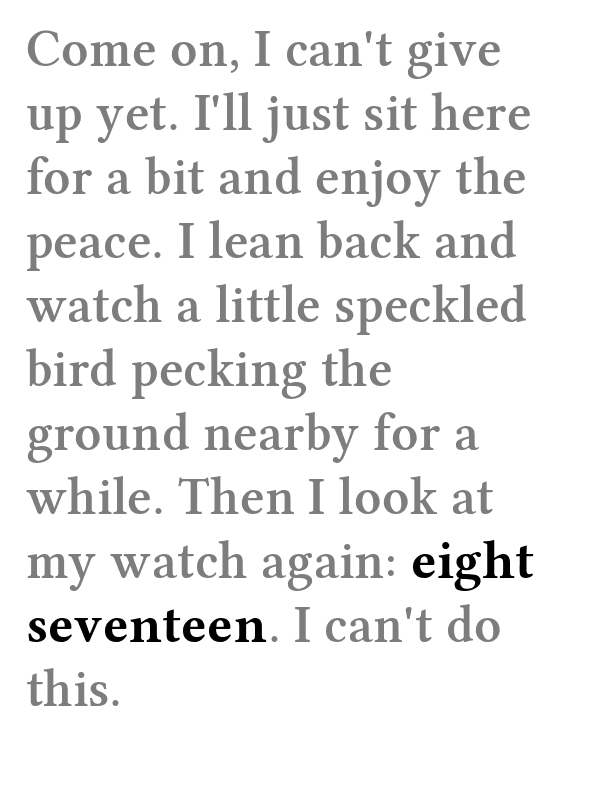 Come on, I can't give
up yet. I'll just sit here
for a bit and enjoy the
peace. I lean back and
watch a little speckled
bird pecking the
ground nearby for a
while. Then I look at
my watch again: eight
seventeen. I can't do
this.